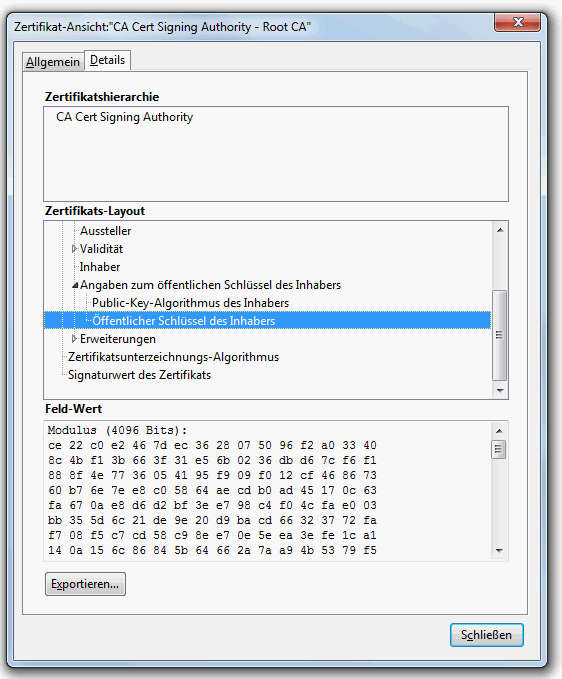 Zertifikat-Ansicht:"CA Cert Signing Authority - Root CA"
Allgemein
Details
Zertifikatshierarchie
CA Cert Signing Authority
Zertifikats-Layout
Aussteller
Validität
Inhaber
Angaben zum öffentlichen Schlüssel des Inhabers
Public-Key-Algorithmus des Inhabers
Öffentlicher Schlüssel des Inhabers
Erweiterungen
Zertifikatsunterzeichnungs-Algorithmus
Signaturwert des Zertifikats
Feld-Wert
Modulus (4096 Bits):
ce 22 c0 e2 46 7d ec 36 28 07 50 96 f2 a0 33 40
8c 4b f1 3b 66 3f 31 e5 6b 02 36 db d6 7c f6 f1
88 8f 4e 77 36 05 41 95 f9 09 f0 12 cf 46 86 73
60 b7 6e 7e e8 c0 58 64 ae cd b0 ad 45 17 0c 63
fa 67 0a e8 d6 d2 bf 3e e7 98 c4 f0 4c fa e0 03
bb 35 5d 6c 21 de 9e 20 d9 ba cd 66 32 37 72 fa
f7 08 f5 c7 cd 58 c9 8e e7 0e 5e ea 3e fe 1c a1
14 0a 15 6c 86 84 5b 64 66 2a 7a a9 4b 53 79 f5
Exportieren...
Schließen